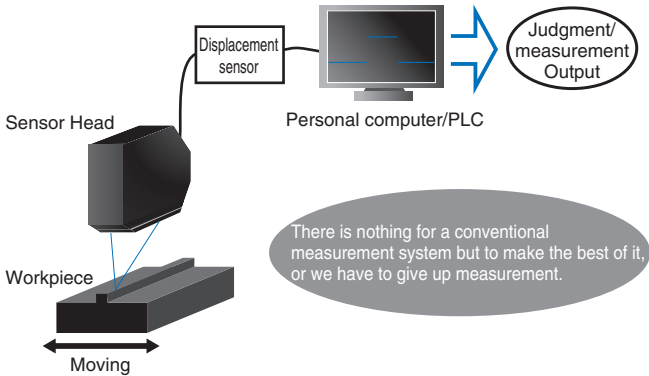 Displacement
sensor
Judgment/
measurement
Output
Sensor Head
Personal computer/PLC
There is nothing for a conventional
measurement system but to make the best of it,
or we have to give up measurement.
Workpiece
Moving